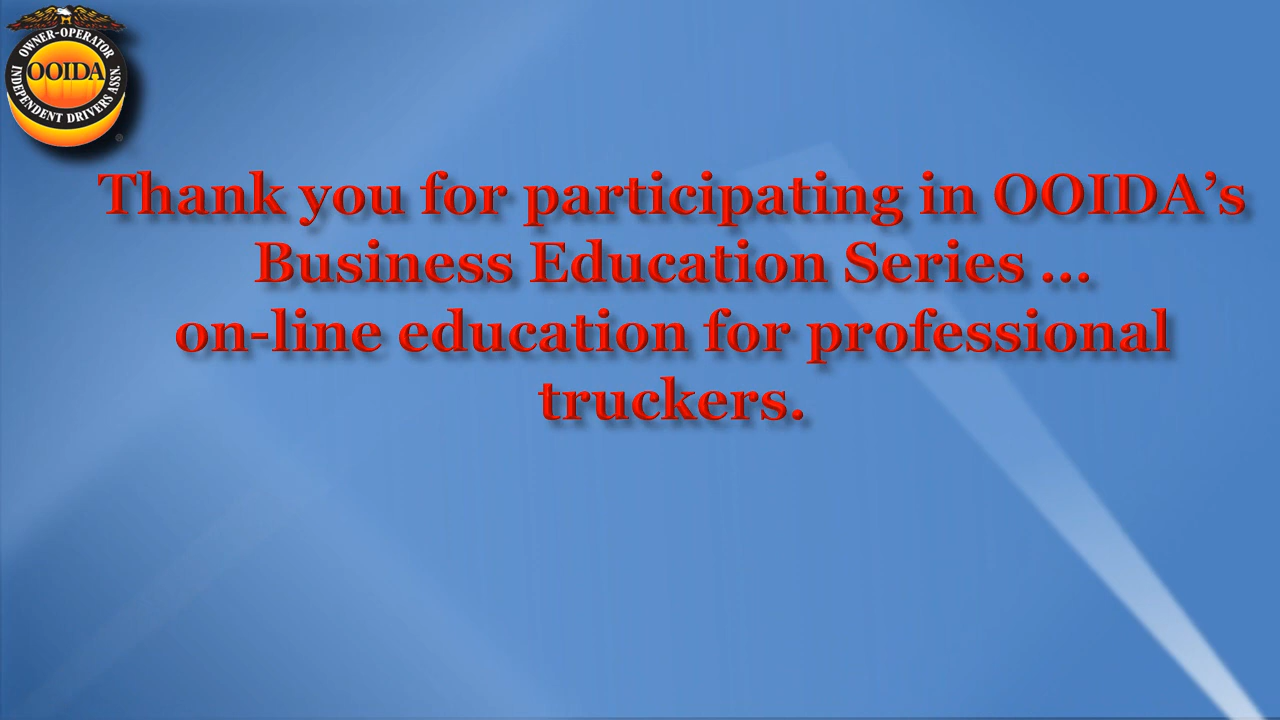 OWNER-OPERATOR
OOIDA
INDEPENDENT DRIVERS ASSN.
®
Thank you for participating in OOIDA’s
Business Education Series ...
on-line education for professional
truckers.